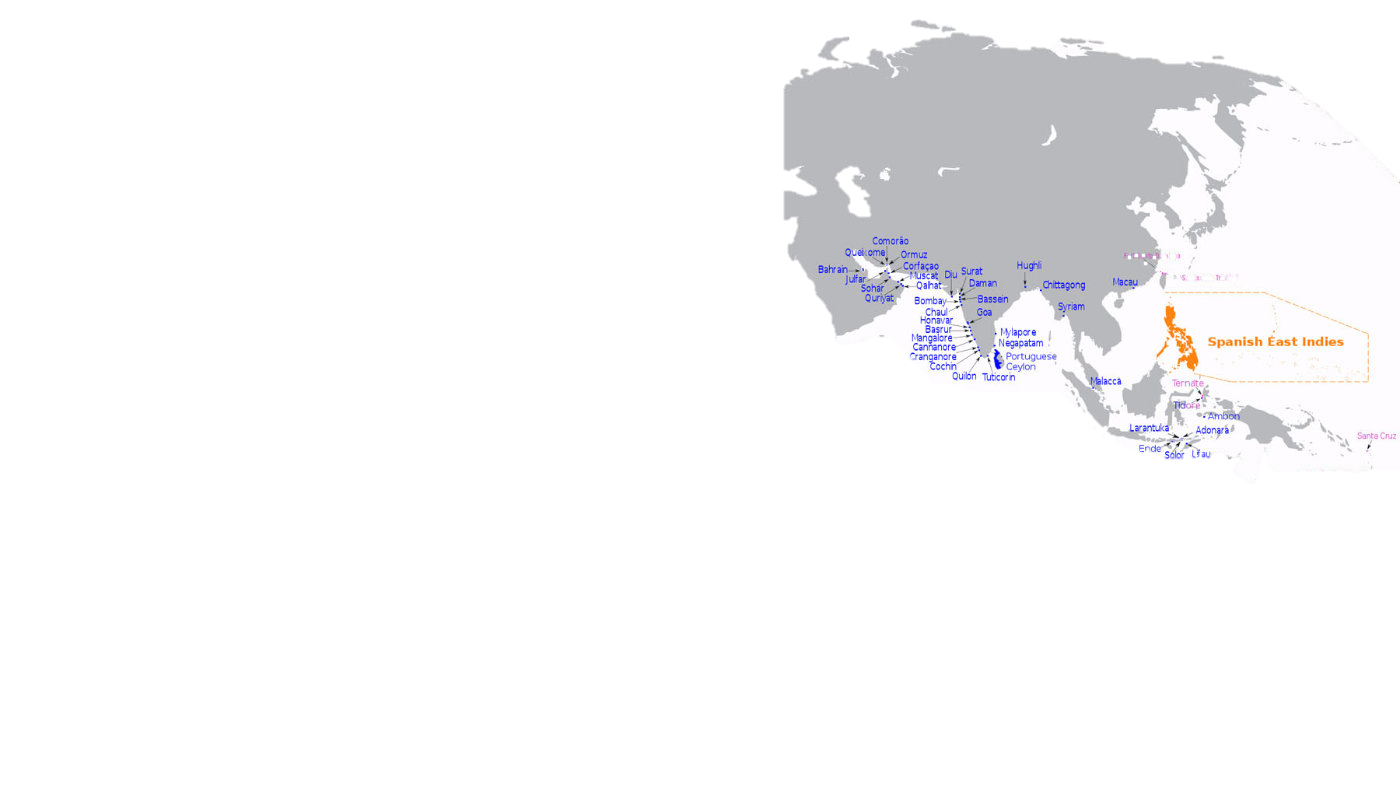 Comorão
Ormuz
Bahrain
Corfaçao
Julfar
Muscat
Sohar
Qalhat
Quriyat
Diu
Surat
Daman
Bombay
Bassein
Chaul
Goa
Honavar
Basrur
Mangalore
Cannanore
Cranganore
Cochin
Quilon
Tuticorin
Mylapore
Negapatam
Portuguese
Ceylon
Hughli
Chittagong
Syriam
Macau
Malacca
Spanish East Indies
Ternate
Tidore
Ambon
Larantuka
Adonara
Ende
Solor
Lifau
Santa Cruz